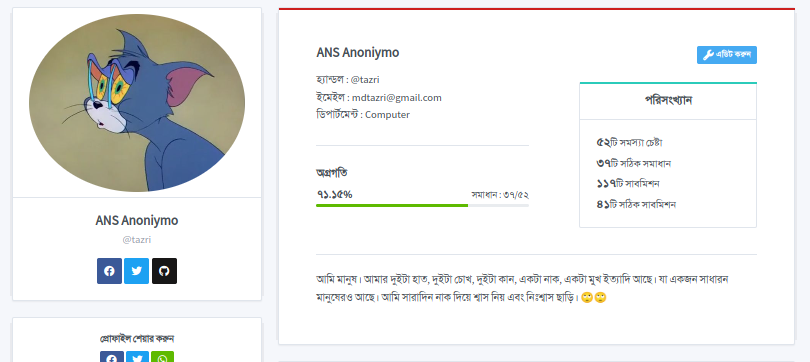 ANS Anoniymo
@tazri
প্রোফাইল শেয়ার করুন
ANS Anoniymo
এডিট করুন
হ্যান্ডল : @tazri
ইমেইল : mdtazri@gmail.com
ডিপার্টমেন্ট : Computer
অগ্রগতি
৭১.১৫%
সমাধান : ৩৭/৫২
পরিসংখ্যান
৫২টি সমস্যা চেষ্টা
৩৭টি সঠিক সমাধান
১১৭টি সাবমিশন
৪১টি সঠিক সাবমিশন
আমি মানুষ। আমার দুইটা হাত, দুইটা চোখ, দুইটা কান, একটা নাক, একটা মুখ ইত্যাদি আছে। যা একজন সাধারন
মানুষেরও আছে। আমি সারাদিন নাক দিয়ে শ্বাস নিয় এবং নিঃশ্বাস ছাড়ি। 🙄🙄